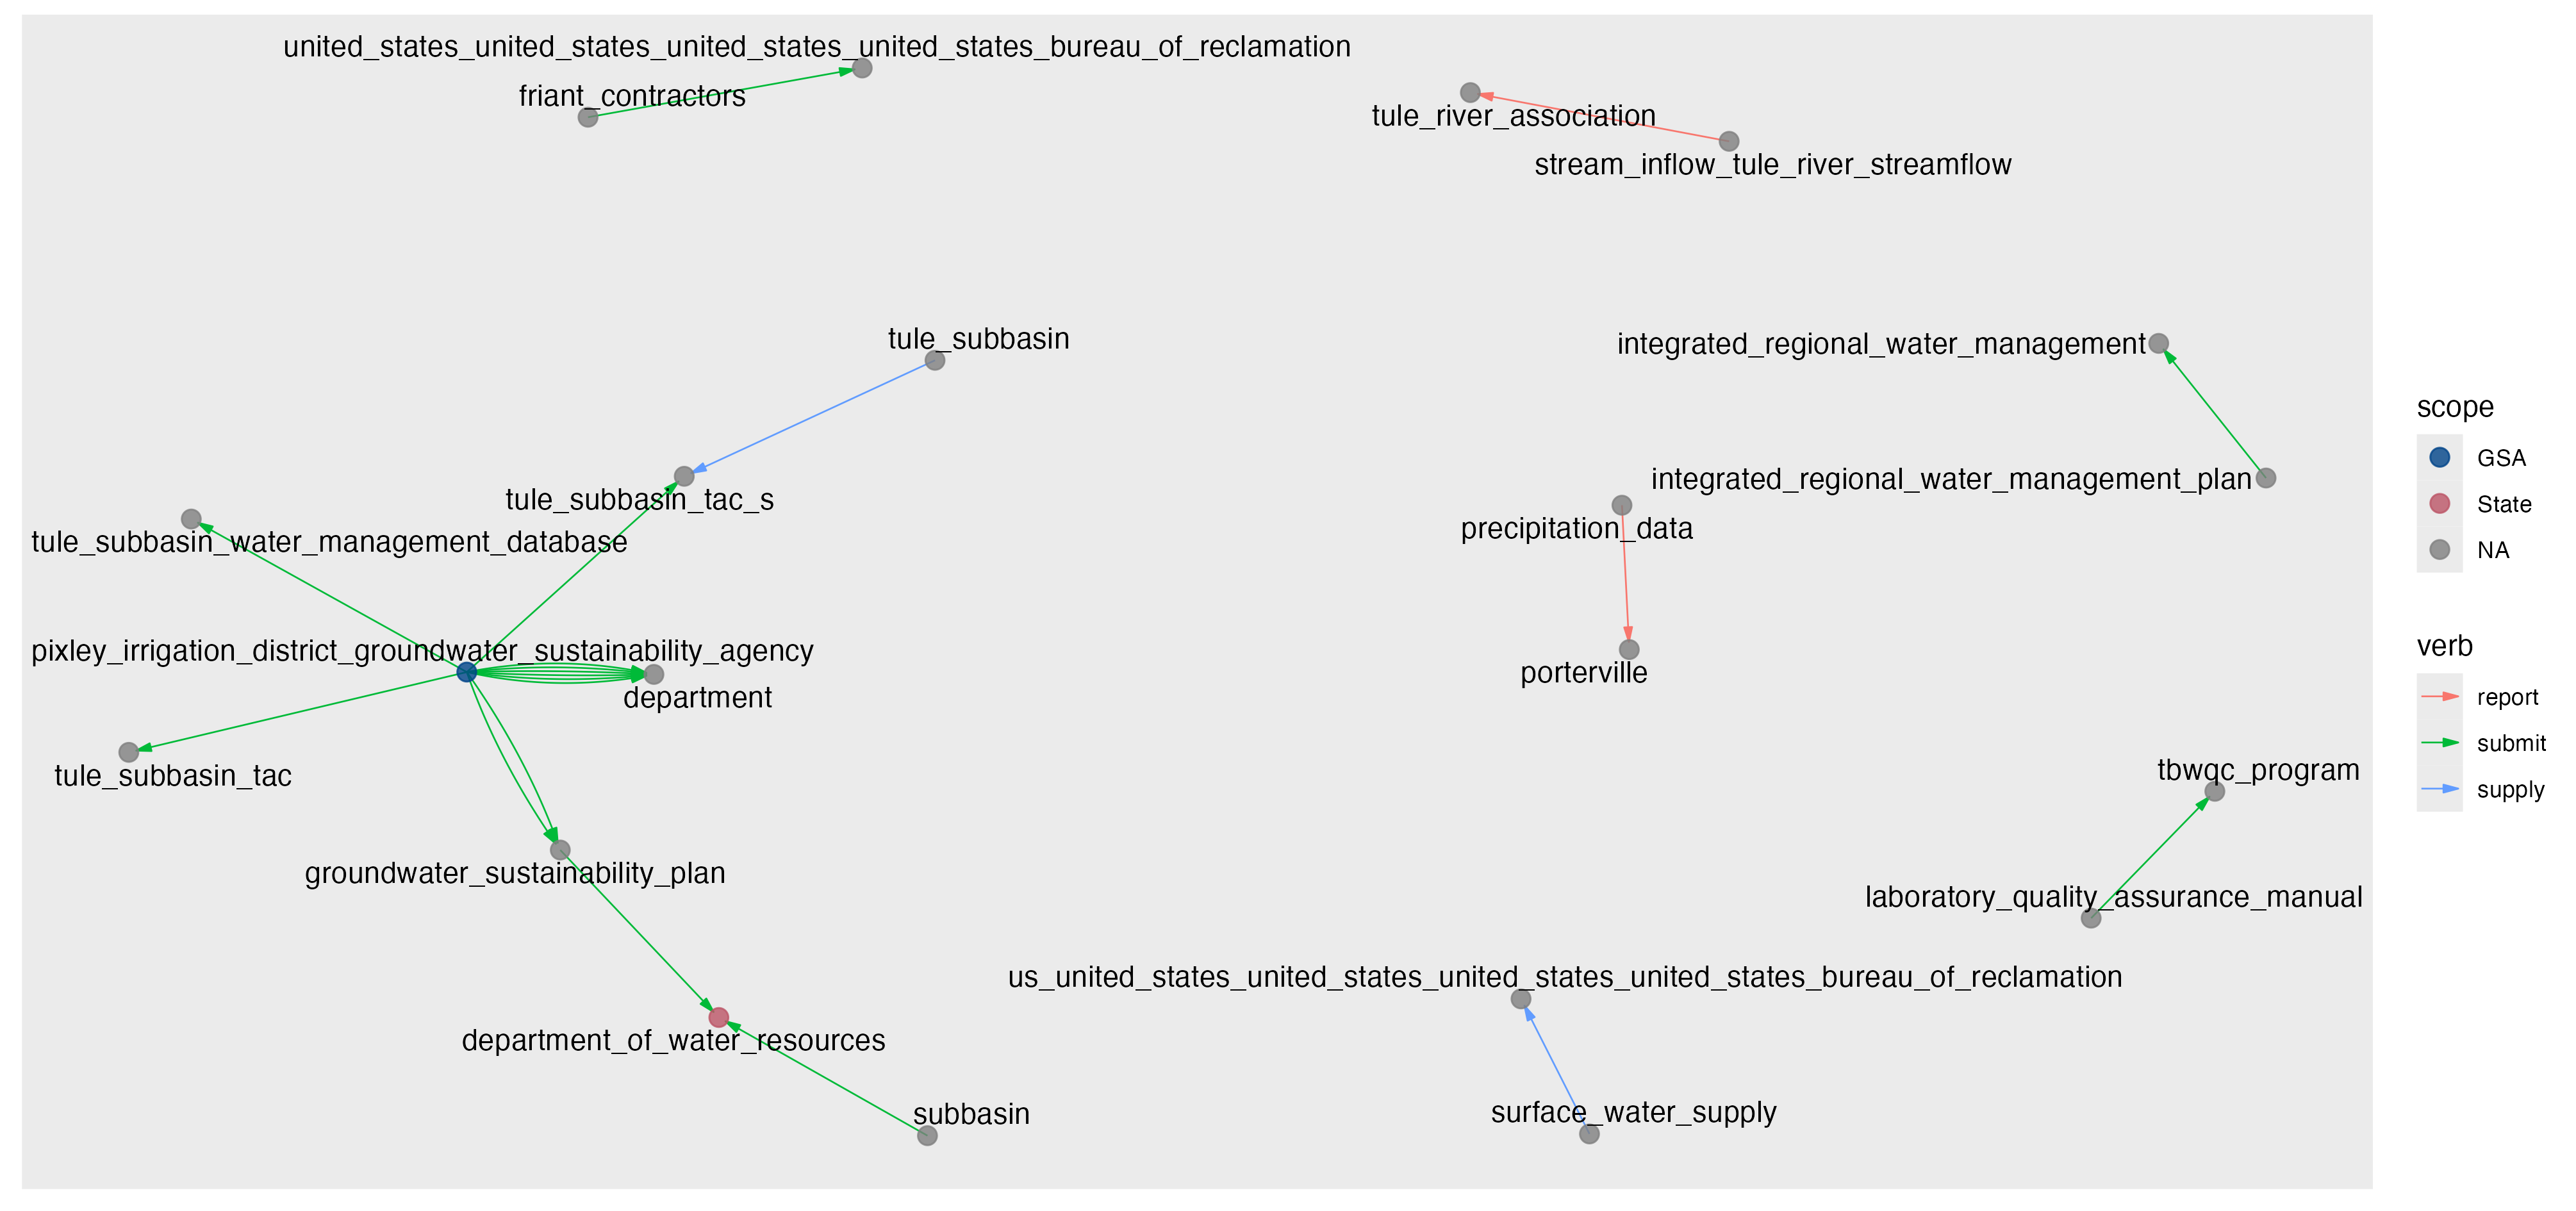 united_states_united_states_united_states_united_states_bureau_of_reclamation
friant_contractors
tule_river_association
stream_inflow_tule_river_streamflow
tule_subbasin
integrated_regional_water_management
tule_subbasin_tac_s
integrated_regional_water_management_plan
precipitation_data
tule_subbasin_water_management_database
pixley_irrigation_district_groundwater_sustainability_agency
department
porterville
tule_subbasin_tac
tbwqc_program
groundwater_sustainability_plan
laboratory_quality_assurance_manual
us_united_states_united_states_united_states_united_states_bureau_of_reclamation
department_of_water_resources
subbasin
surface_water_supply
scope
GSA
State
NA
verb
report
submit
supply